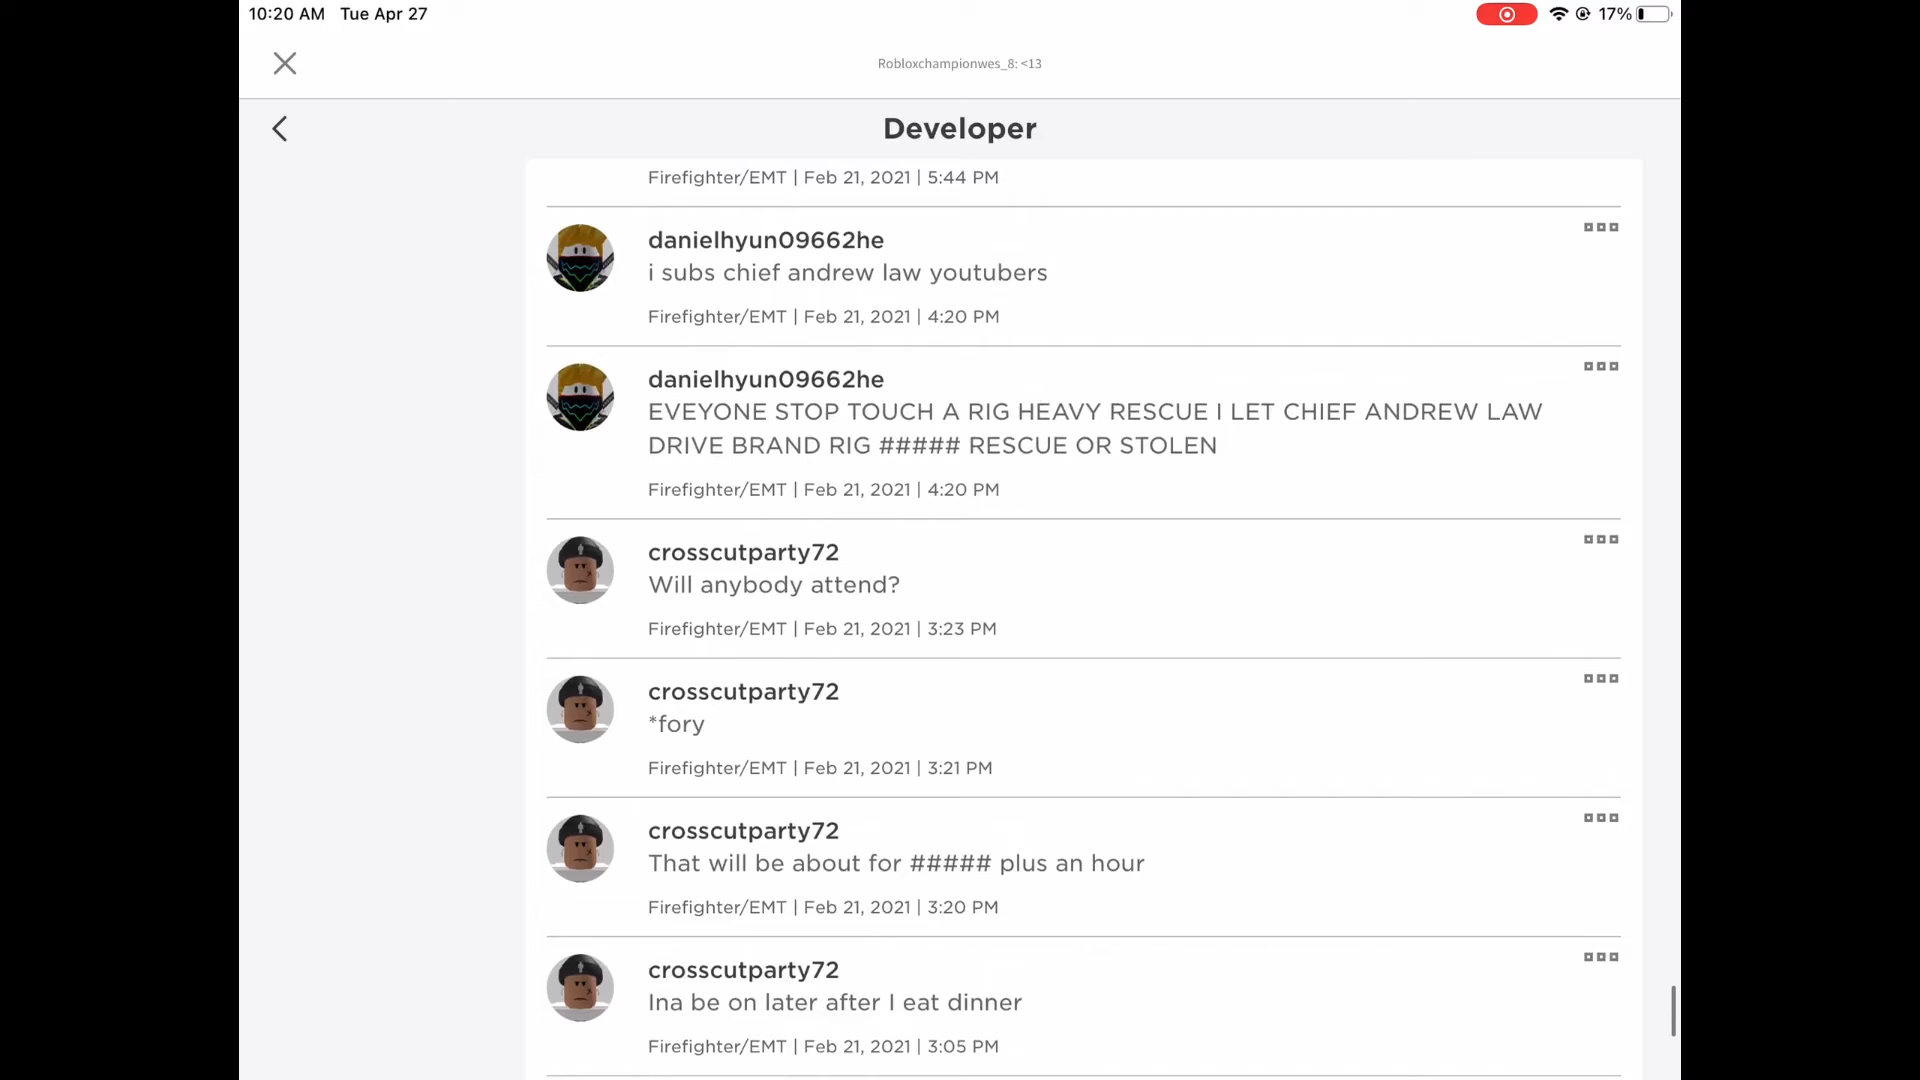 10:20 AM Tue Apr 27
17%
Robloxchampionwes_8: <13
Developer
Firefighter/EMT | Feb 21, 2021 | 5:44 PM
danielhyun09662he
i subs chief andrew law youtubers
Firefighter/EMT | Feb 21, 2021 | 4:20 PM
danielhyun09662he
EVEYONE STOP TOUCH A RIG HEAVY RESCUE I LET CHIEF ANDREW LAW
DRIVE BRAND RIG ##### RESCUE OR STOLEN
Firefighter/EMT | Feb 21, 2021 | 4:20 PM
crosscutparty72
Will anybody attend?
Firefighter/EMT | Feb 21, 2021 | 3:23 PM
crosscutparty72
*fory
Firefighter/EMT | Feb 21, 2021 | 3:21 PM
crosscutparty72
That will be about for ##### plus an hour
Firefighter/EMT | Feb 21, 2021 | 3:20 PM
crosscutparty72
Ina be on later after I eat dinner
Firefighter/EMT | Feb 21, 2021 | 3:05 PM